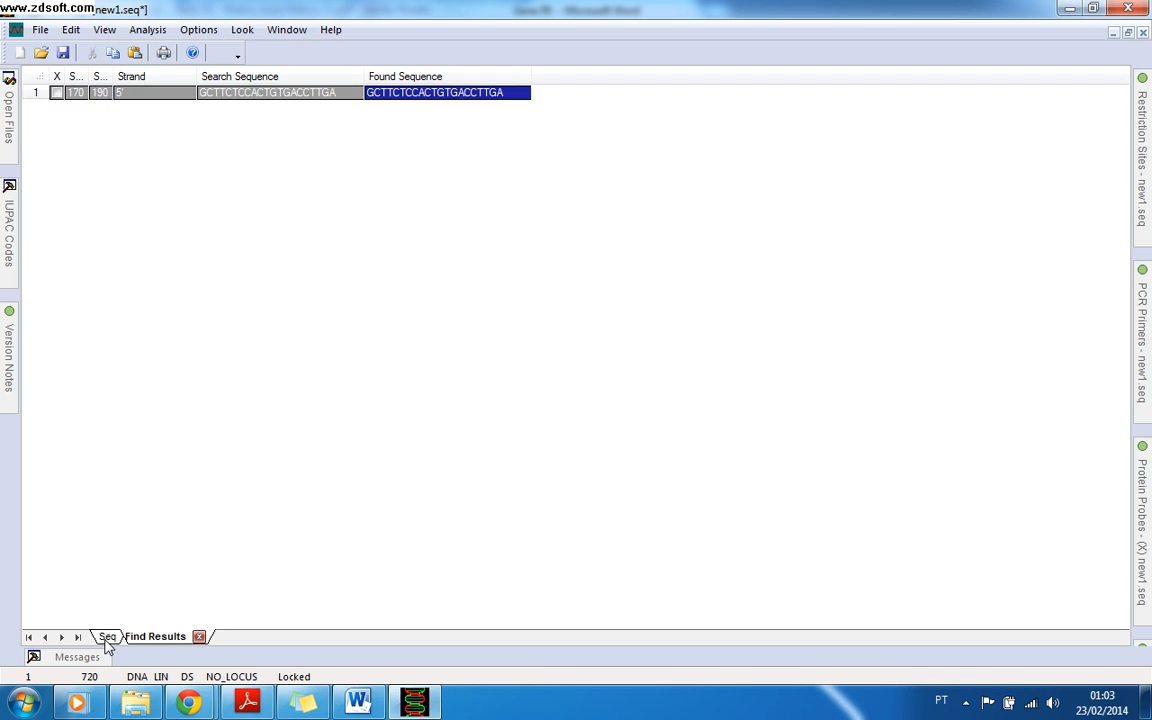 www.zdsoft.com new1.seq*]
File Edit View Analysis Options Look Window Help
X S... S... Strand Search Sequence Found Sequence
1 170 190 5' GCTTCTCCACTGTGACCTTGA GCTTCTCCACTGTGACCTTGA
Open Files
IUPAC Codes
Version Notes
Restriction Sites - new1.seq
PCR Primers - new1.seq
Protein Probes - (X) new1.seq
Seq Find Results
Messages
1 720 DNA LIN DS NO_LOCUS Locked
PT 01:03
23/02/2014